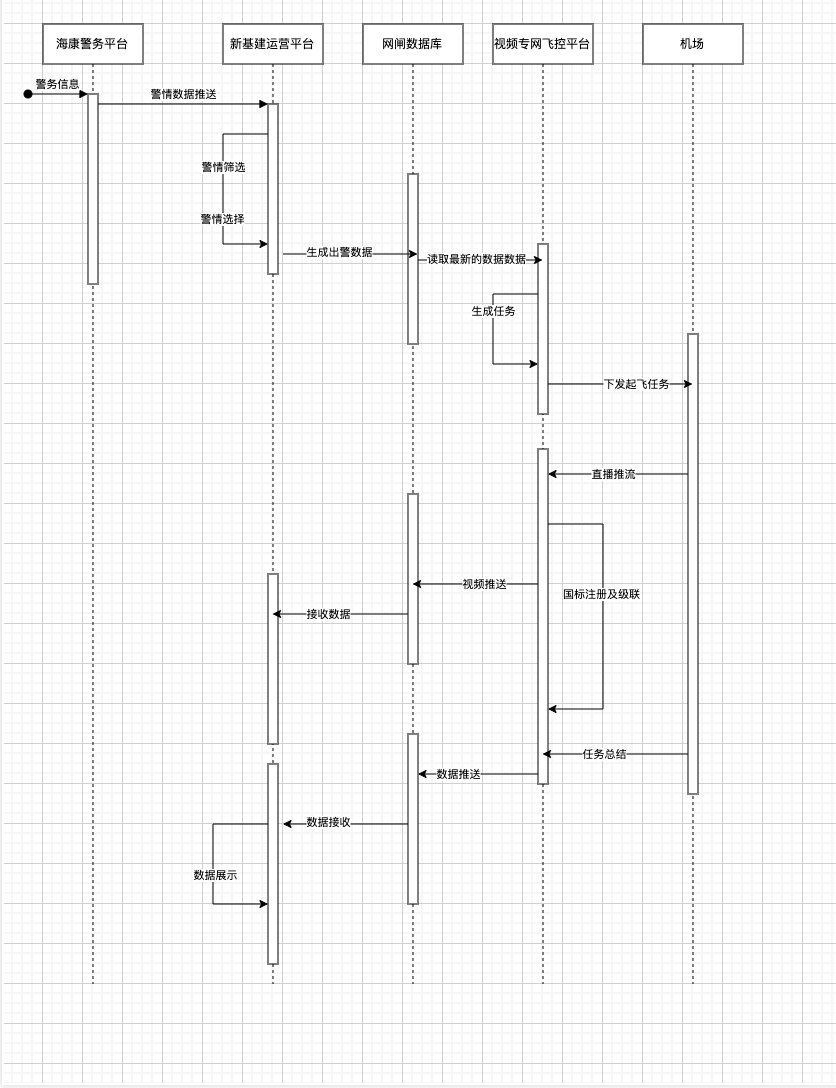 海康警务平台
新基建运营平台
网闸数据库
视频专网飞控平台
机场
警务信息
警情数据推送
警情筛选
警情选择
生成出警数据
读取最新的数据数据
生成任务
下发起飞任务
直播推流
视频推送
国标注册及级联
接收数据
任务总结
数据推送
数据接收
数据展示